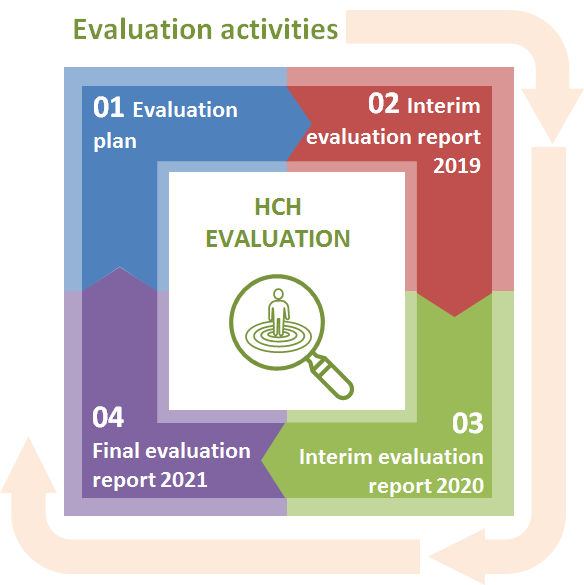 Evaluation activities
01 Evaluation
plan
02 Interim
evaluation report
2019
HCH
EVALUATION
03
Interim evaluation
report 2020
04
Final evaluation
report 2021